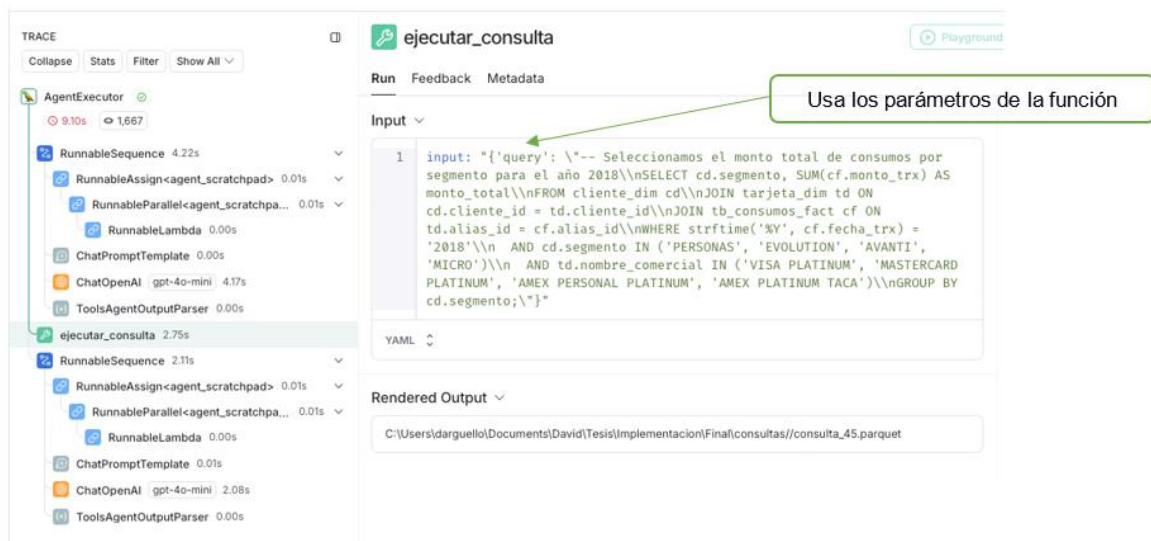 TRACE
Collapse Stats Filter Show All
AgentExecutor
9.10s 1,667
RunnableSequence 4.22s
RunnableAssign<agent_scratchpad> 0.01s
RunnableParallel<agent_scratchpa... 0.01s
RunnableLambda 0.00s
ChatPromptTemplate 0.00s
ChatOpenAI gpt-4o-mini 4.17s
ToolsAgentOutputParser 0.00s
ejecutar_consulta 2.75s
RunnableSequence 2.11s
RunnableAssign<agent_scratchpad> 0.01s
RunnableParallel<agent_scratchpa... 0.01s
RunnableLambda 0.00s
ChatPromptTemplate 0.01s
ChatOpenAI gpt-4o-mini 2.08s
ToolsAgentOutputParser 0.00s
ejecutar_consulta
Playground
Run Feedback Metadata
Usa los parámetros de la función
Input
1 input: "{'query': \"-- Seleccionamos el monto total de consumos por
segmento para el año 2018\\nSELECT cd.segmento, SUM(cf.monto_trx) AS
monto_total\\nFROM cliente_dim cd\\nJOIN tarjeta_dim td ON
cd.cliente_id = td.cliente_id\\nJOIN tb_consumos_fact cf ON
td.alias_id = cf.alias_id\\nWHERE strftime('%Y', cf.fecha_trx) =
'2018'\\n  AND cd.segmento IN ('PERSONAS', 'EVOLUTION', 'AVANTI',
'MICRO')\\n  AND td.nombre_comercial IN ('VISA PLATINUM', 'MASTERCARD
PLATINUM', 'AMEX PERSONAL PLATINUM', 'AMEX PLATINUM TACA')\\nGROUP BY
cd.segmento;\"}"
YAML
Rendered Output
C:\Users\darguello\Documents\David\Tesis\Implementacion\Final\consultas//consulta_45.parquet